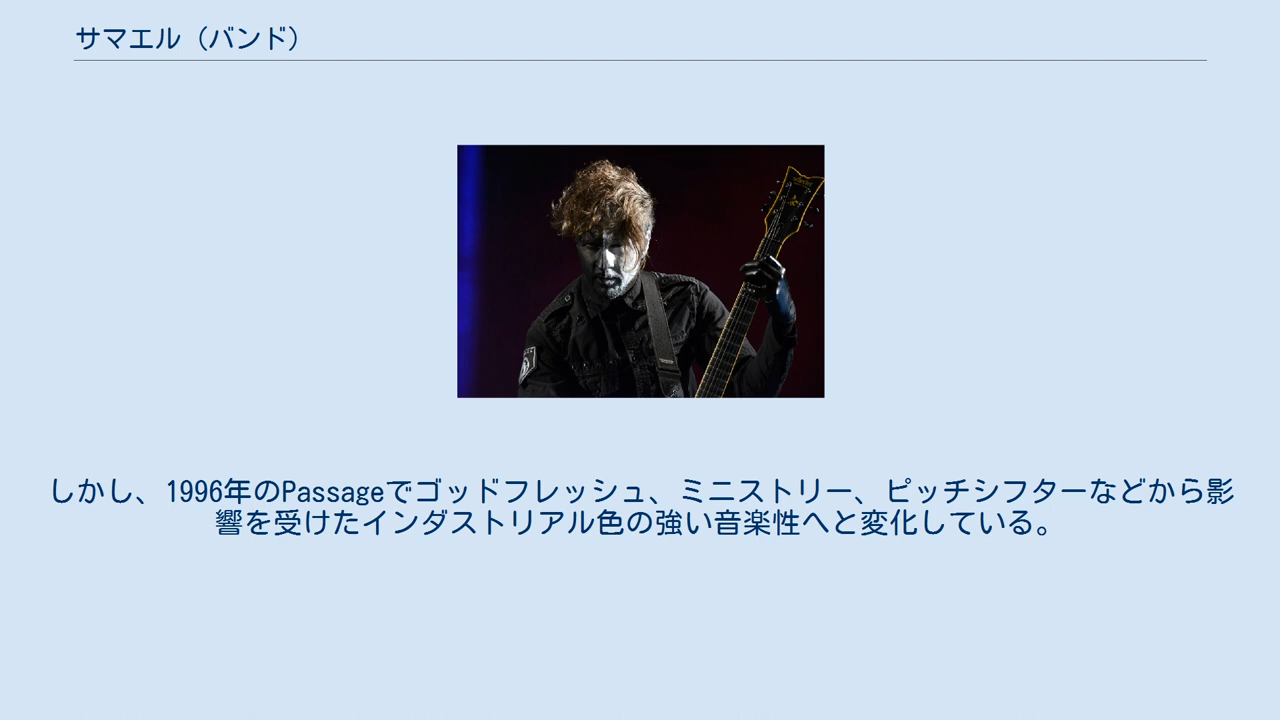 サマエル（バンド）
しかし、1996年のPassageでゴッドフレッシュ、ミニストリー、ピッチシフターなどから影
響を受けたインダストリアル色の強い音楽性へと変化している。